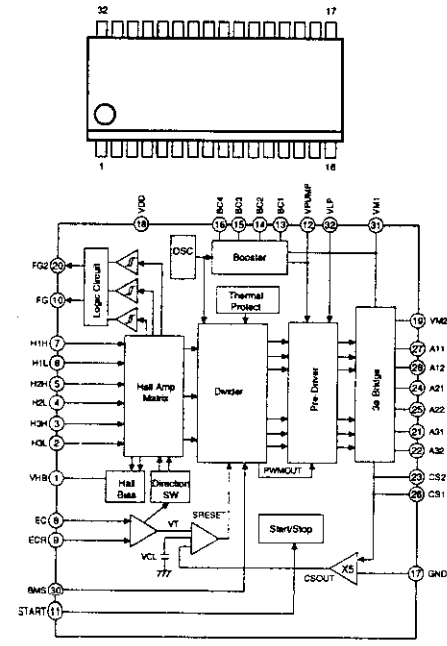 32
17
1
16
VDD
BC4
BC3
BC2
BC1
VPUMP
VLP
VM1
18
16
15
14
13
12
32
31
OSC
Booster
FG2 20
FG 10
Logic Circuit
Thermal Protect
19 VM2
H1H 7
H1L 6
H2H 5
H2L 4
H3H 3
H3L 2
Hall Amp
Matrix
Divider
Pre-Driver
3ø Bridge
27 A11
28 A12
24 A21
25 A22
21 A31
22 A32
VHB 1
Hall
Bias
Direction
SW
PWMOUT
SRESET
23 CS2
26 CS1
EC 8
ECR 9
VT
VCL
Start/Stop
X5
CSOUT
17 GND
BMS 30
START 11